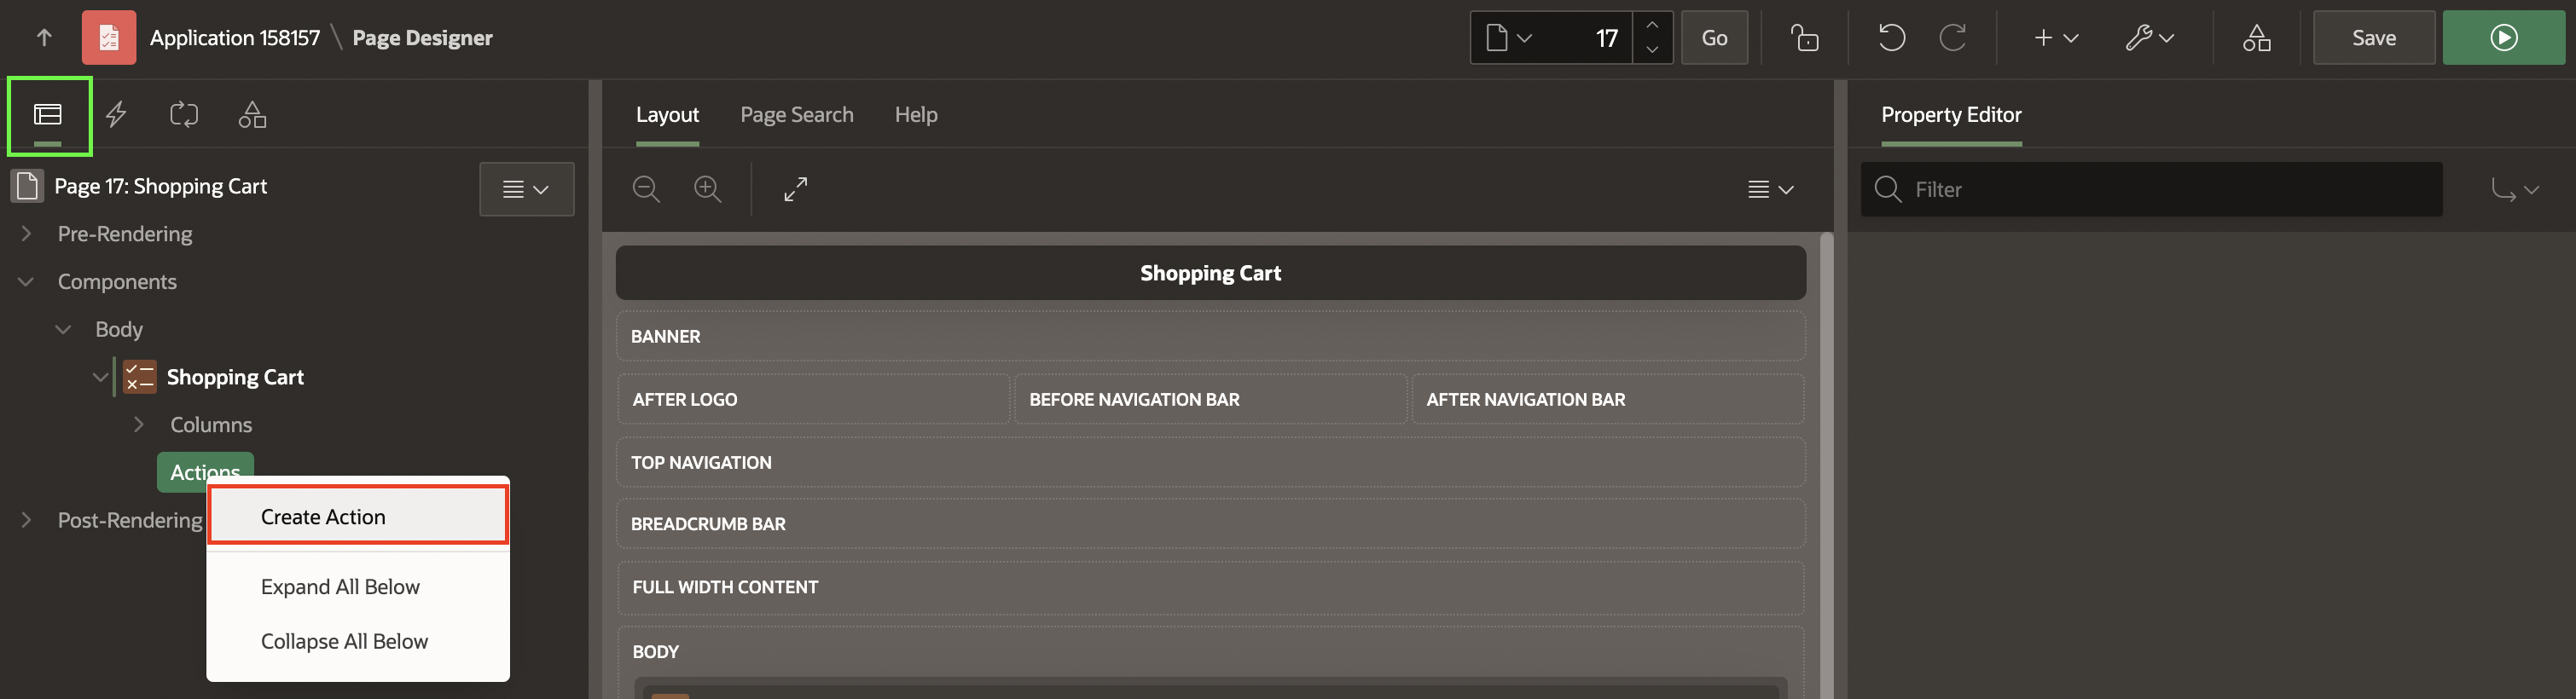 Application 158157 \ Page Designer
17
Go
Save
Layout
Page Search
Help
Property Editor
Page 17: Shopping Cart
Filter
Pre-Rendering
Components
Body
Shopping Cart
Columns
Actions
Post-Rendering
Create Action
Expand All Below
Collapse All Below
Shopping Cart
BANNER
AFTER LOGO
BEFORE NAVIGATION BAR
AFTER NAVIGATION BAR
TOP NAVIGATION
BREADCRUMB BAR
FULL WIDTH CONTENT
BODY